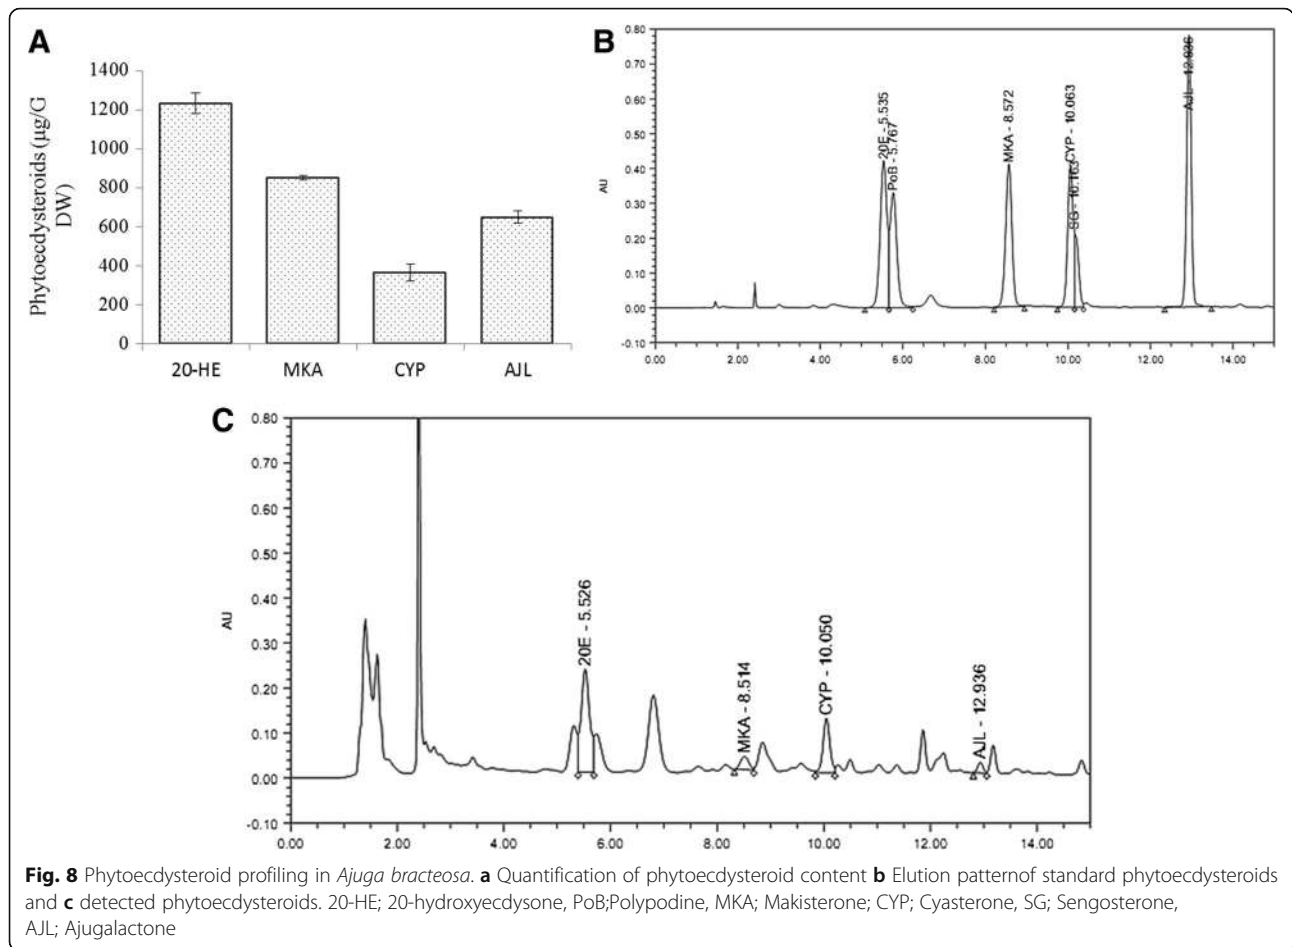 A
Phytoecdysteroids (µg/G
DW)
1400
1200
1000
800
600
400
200
0
20-HE MKA CYP AJL
B
AU
0.80
0.70
0.60
0.50
0.40
0.30
0.20
0.10
0.00
-0.10
20E - 5.535
PoB - 5.767
MKA - 8.572
CYP - 10.063
SG - 10.163
AJL - 12.936
0.00 2.00 4.00 6.00 8.00 10.00 12.00 14.00
C
AU
0.80
0.70
0.60
0.50
0.40
0.30
0.20
0.10
0.00
-0.10
20E - 5.526
MKA - 8.514
CYP - 10.050
AJL - 12.936
0.00 2.00 4.00 6.00 8.00 10.00 12.00 14.00
Fig. 8 Phytoecdysteroid profiling in Ajuga bracteosa. a Quantification of phytoecdysteroid content b Elution patternof standard phytoecdysteroids
and c detected phytoecdysteroids. 20-HE; 20-hydroxyecdysone, PoB;Polypodine, MKA; Makisterone; CYP; Cyasterone, SG; Sengosterone,
AJL; Ajugalactone